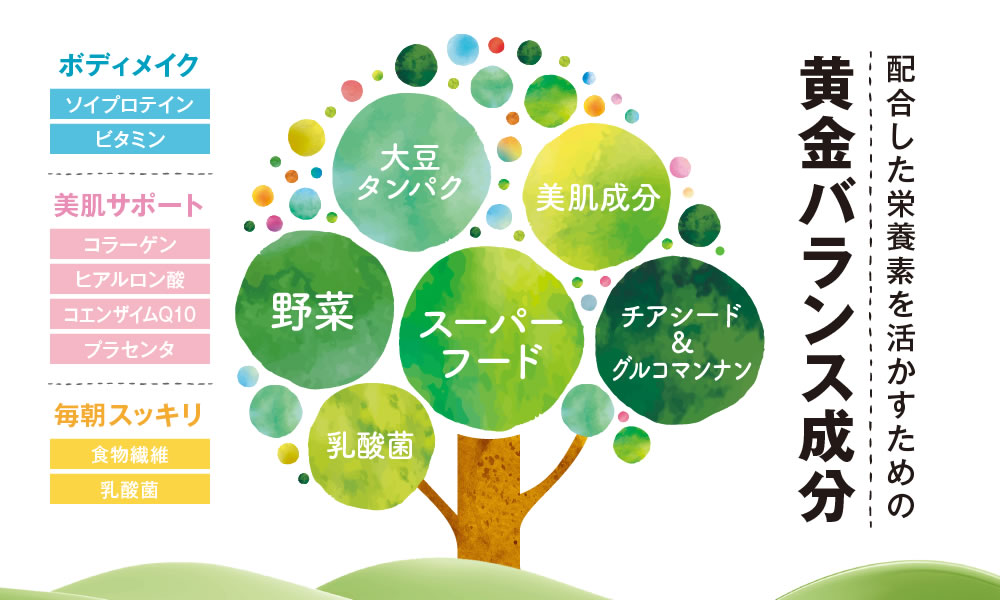 配合した栄養素を活かすための
黄金バランス成分
ボディメイク
ソイプロテイン
ビタミン
美肌サポート
コラーゲン
ヒアルロン酸
コエンザイムQ10
プラセンタ
毎朝スッキリ
食物繊維
乳酸菌
大豆
タンパク
美肌成分
野菜
スーパー
フード
チアシード
&
グルコマンナン
乳酸菌